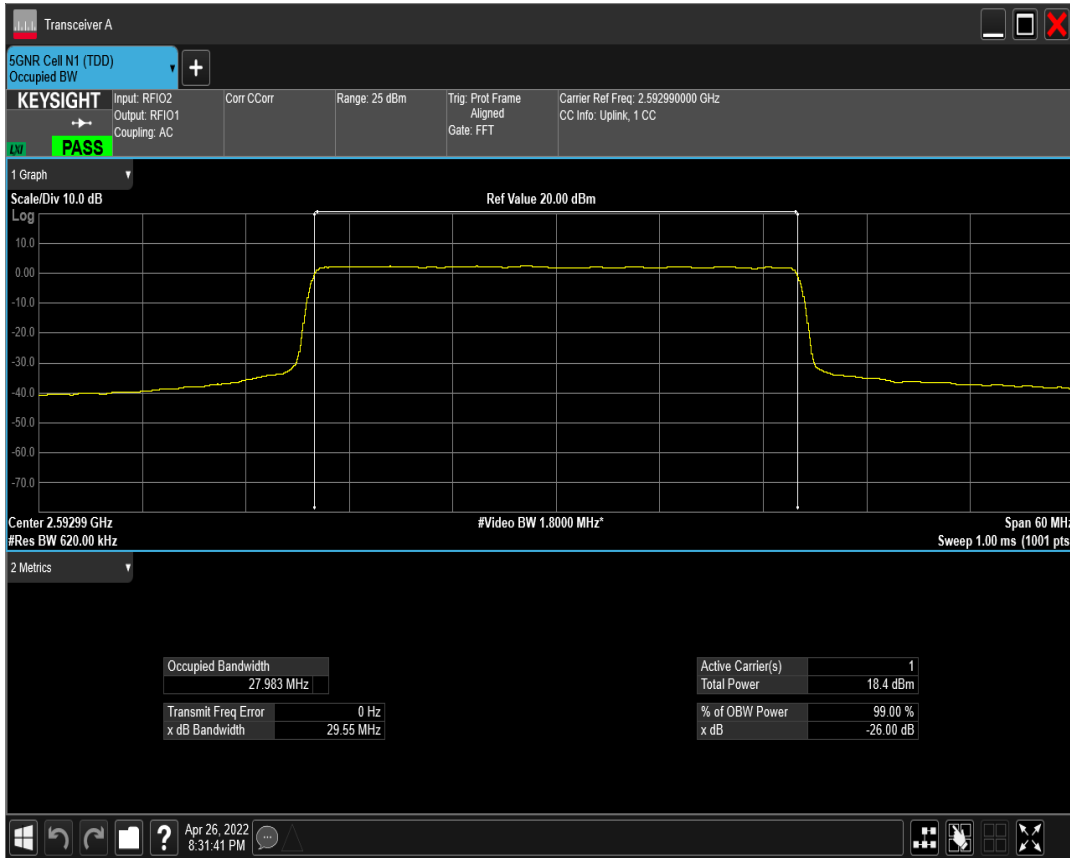 Transceiver A
5GNR Cell N1 (TDD)
Occupied BW
KEYSIGHT
LXI
PASS
Input: RFIO2
Output: RFIO1
Coupling: AC
Corr CCorr
Range: 25 dBm
Trig: Prot Frame
Aligned
Gate: FFT
Carrier Ref Freq: 2.592990000 GHz
CC Info: Uplink, 1 CC
1 Graph
Scale/Div 10.0 dB
Ref Value 20.00 dBm
Log
10.0
0.00
-10.0
-20.0
-30.0
-40.0
-50.0
-60.0
-70.0
Center 2.59299 GHz
#Video BW 1.8000 MHz*
Span 60 MHz
#Res BW 620.00 kHz
Sweep 1.00 ms (1001 pts
2 Metrics
Occupied Bandwidth
27.983 MHz
Transmit Freq Error 0 Hz
x dB Bandwidth 29.55 MHz
Active Carrier(s) 1
Total Power 18.4 dBm
% of OBW Power 99.00 %
x dB -26.00 dB
?
Apr 26, 2022
8:31:41 PM